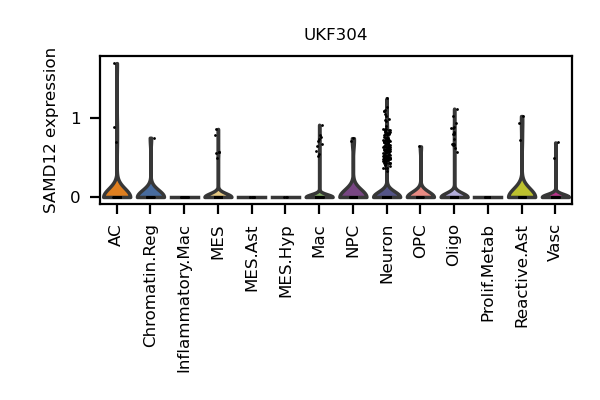 UKF304
SAMD12 expression
1
0
AC
Chromatin.Reg
Inflammatory.Mac
MES
MES.Ast
MES.Hyp
Mac
NPC
Neuron
OPC
Oligo
Prolif.Metab
Reactive.Ast
Vasc